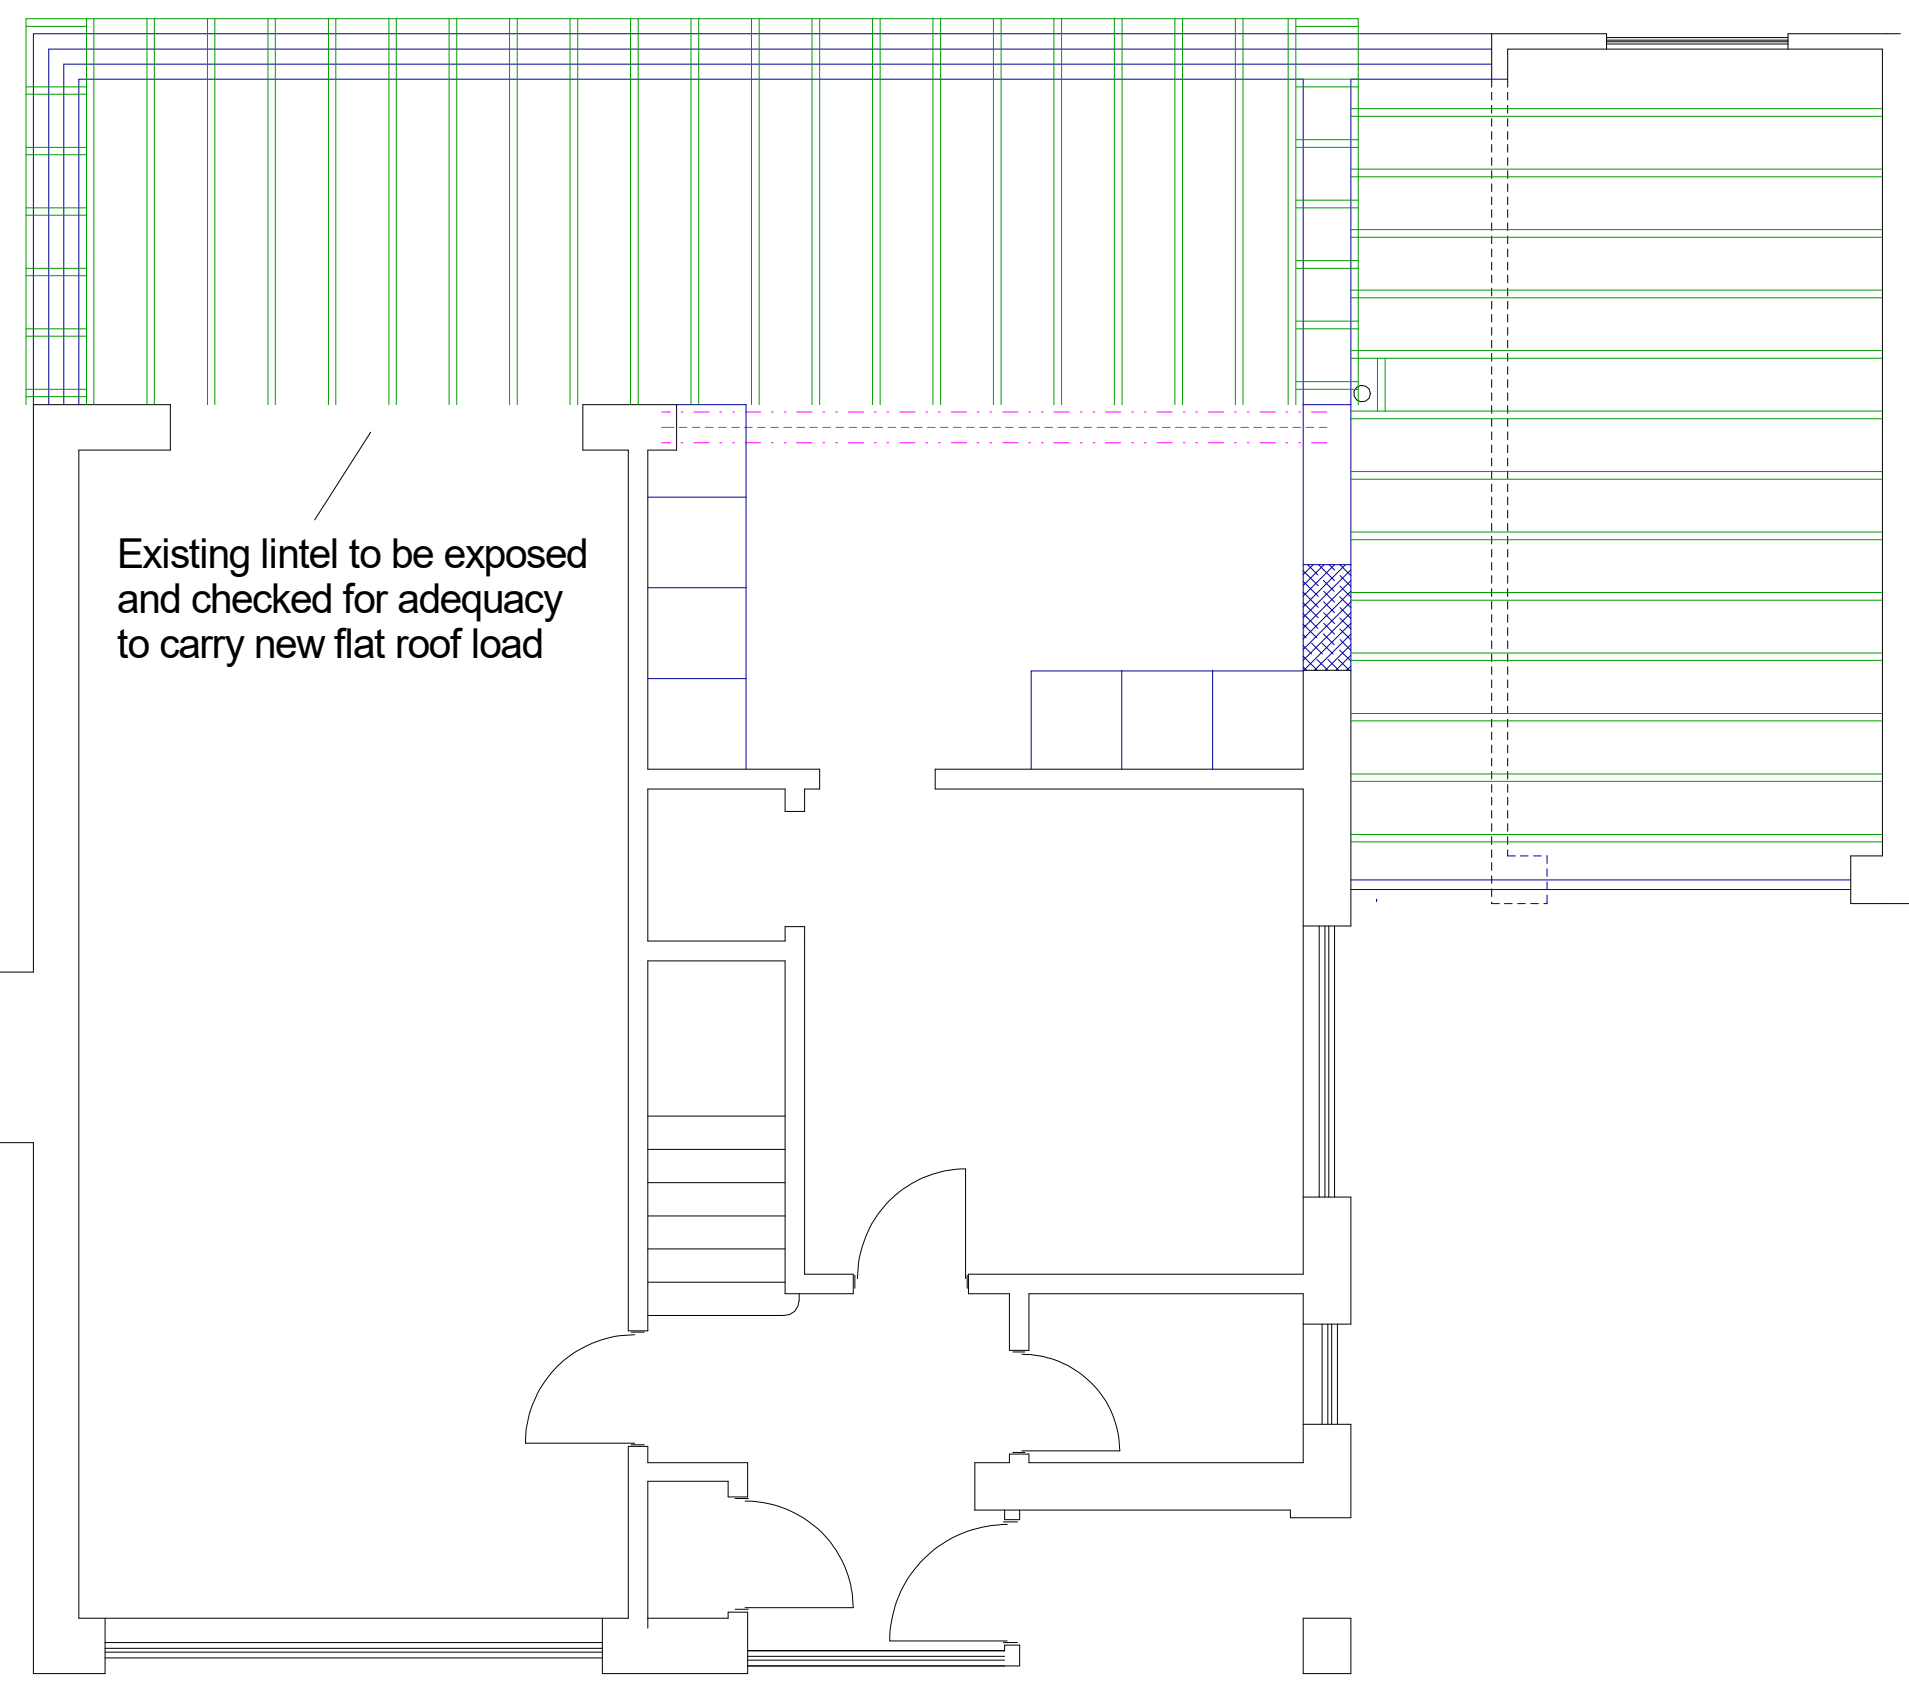 Existing lintel to be exposed
and checked for adequacy
to carry new flat roof load